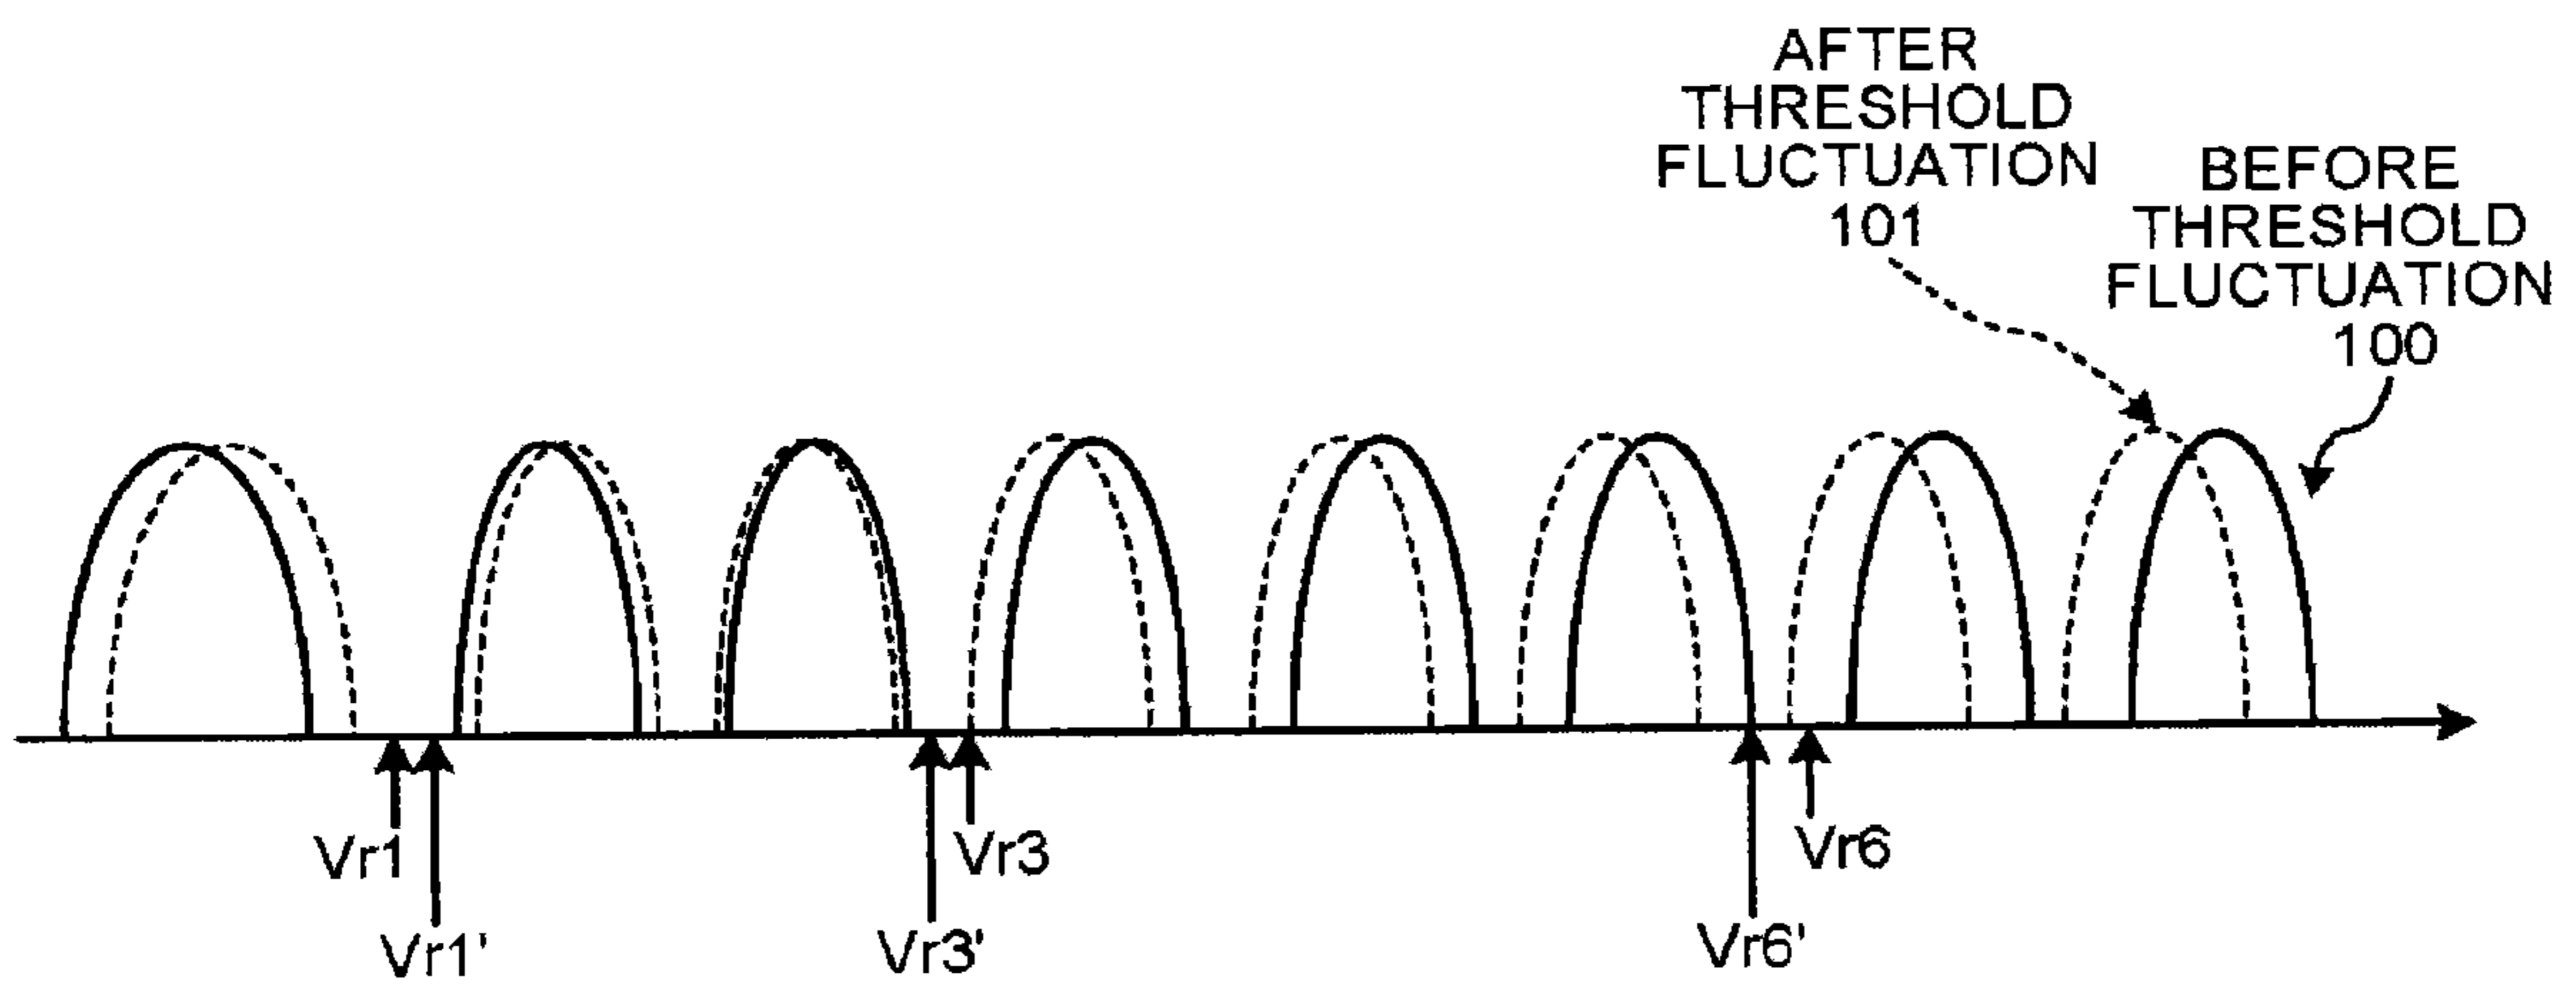 AFTER
THRESHOLD
FLUCTUATION
101
BEFORE
THRESHOLD
FLUCTUATION
100
Vr1
Vr3
Vr6
Vr1'
Vr3'
Vr6'